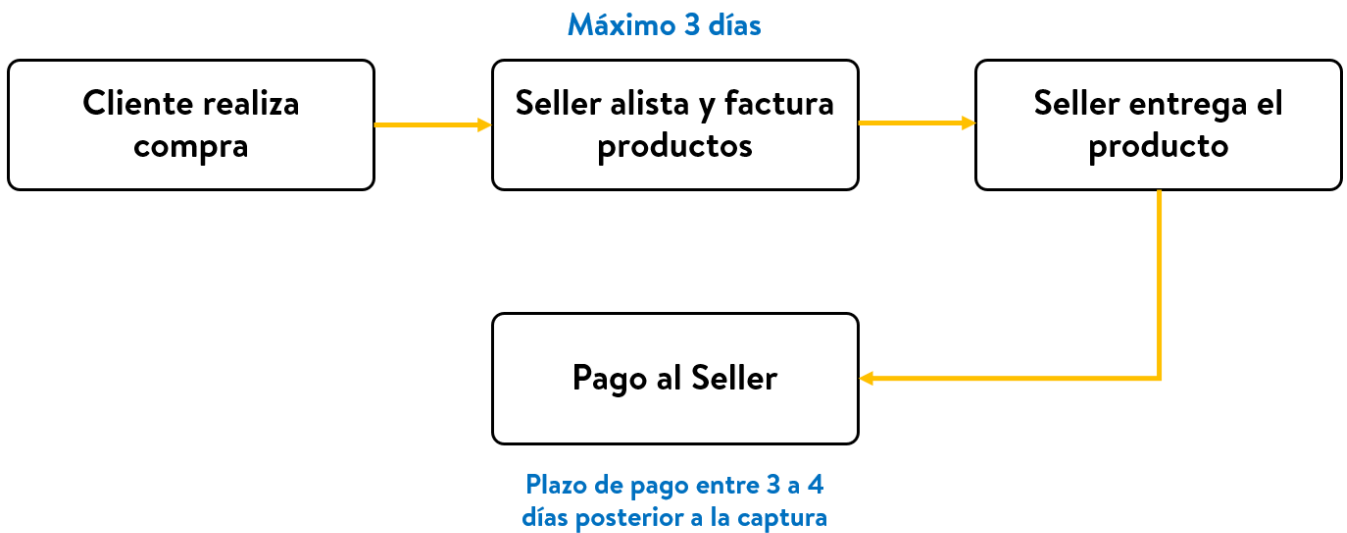 Máximo 3 días
Cliente realiza
compra
Seller alista y factura
productos
Seller entrega el
producto
Pago al Seller
Plazo de pago entre 3 a 4
días posterior a la captura